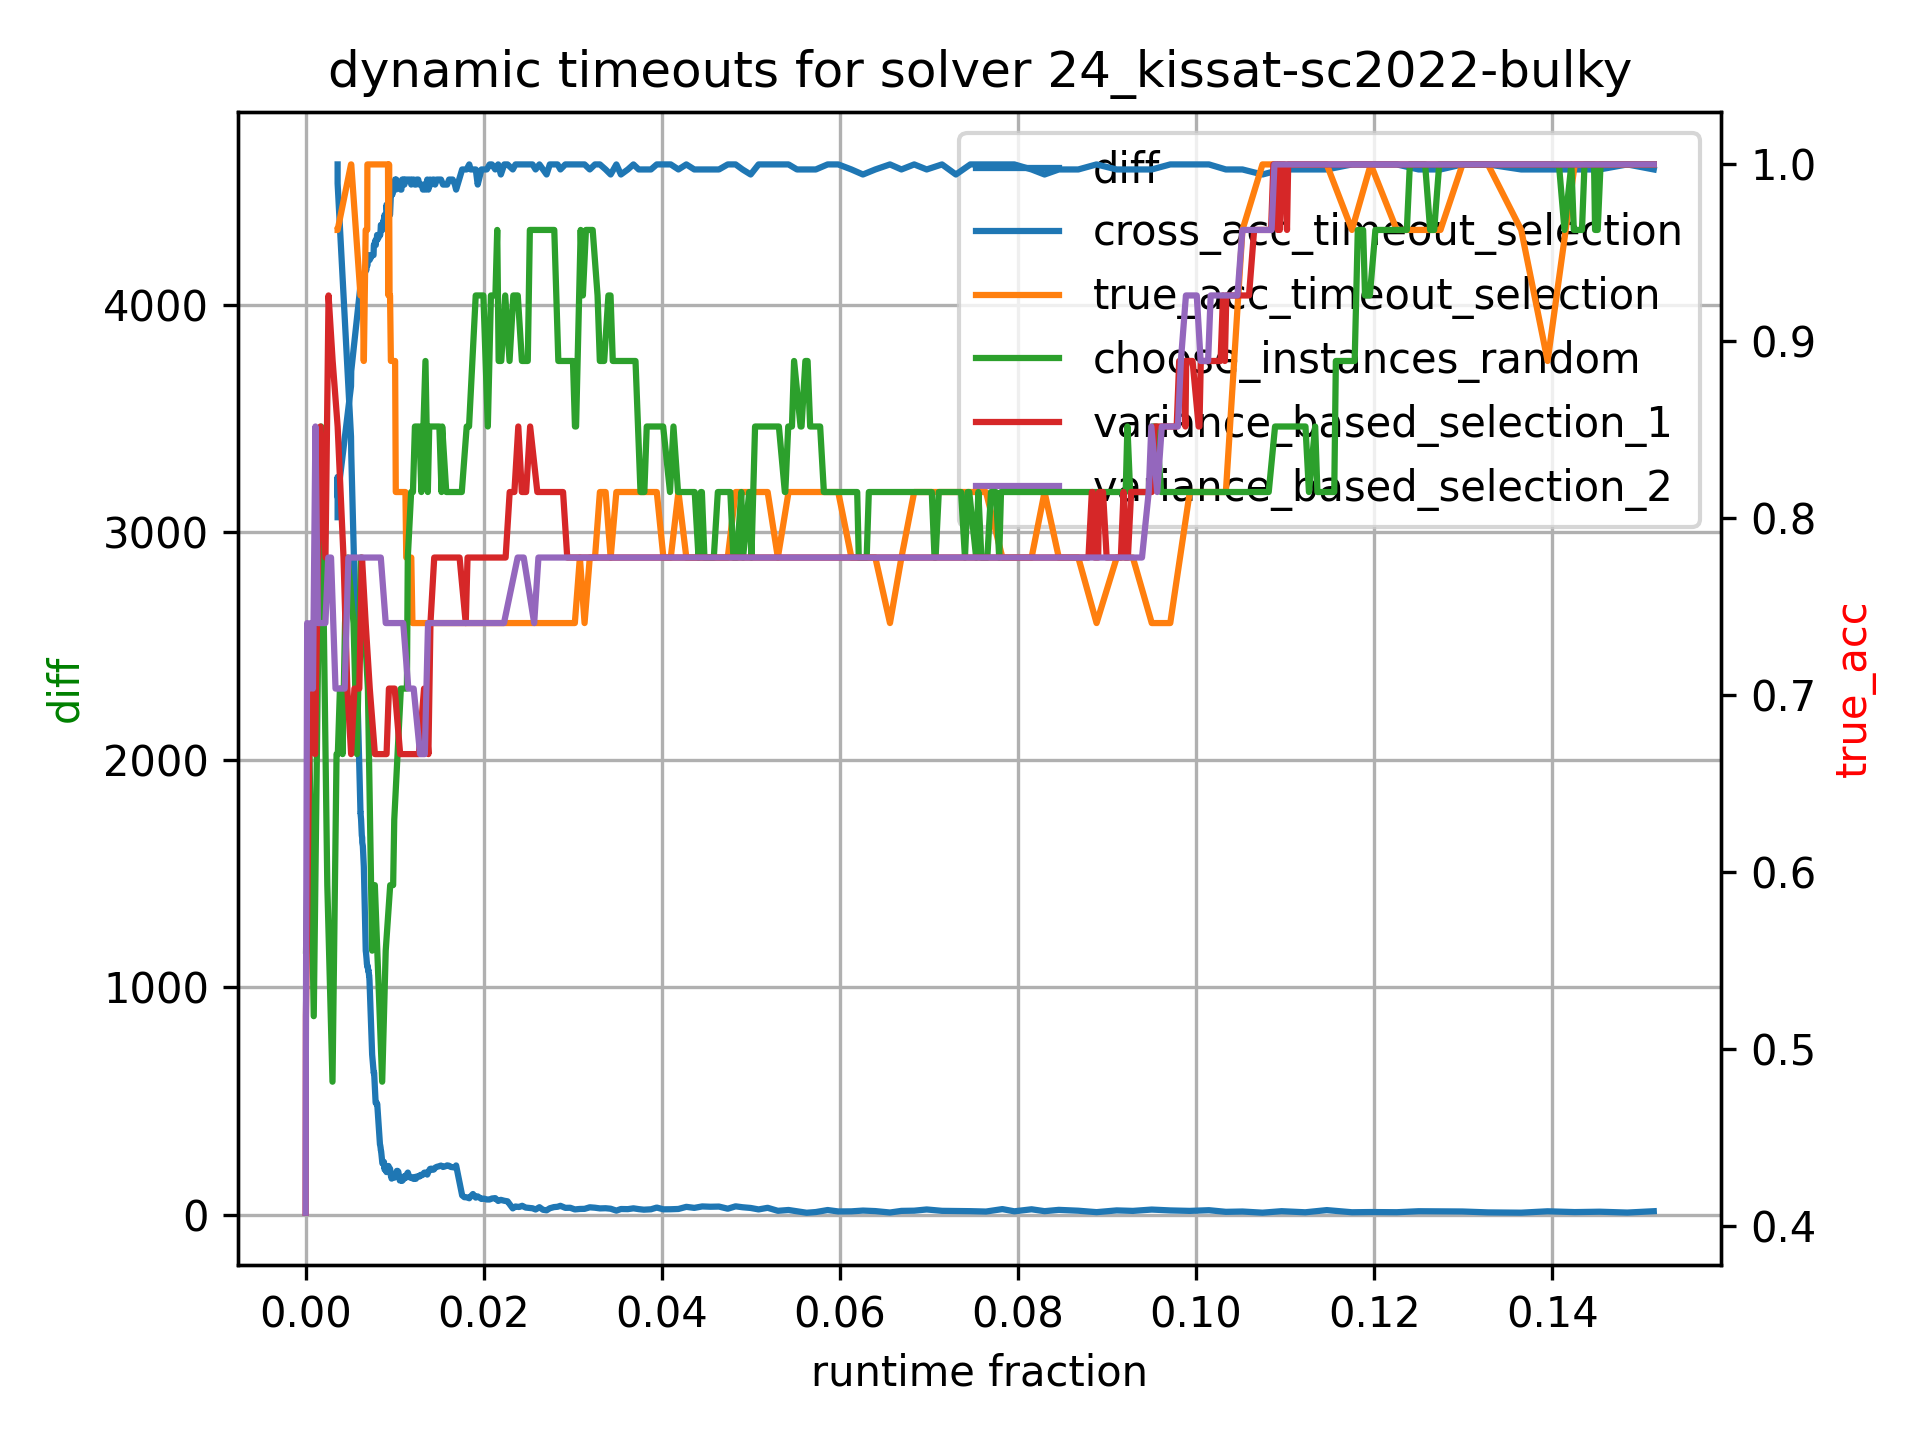 dynamic timeouts for solver 24_kissat-sc2022-bulky
diff
cross_acc_timeout_selection
true_acc_timeout_selection
choose_instances_random
variance_based_selection_1
variance_based_selection_2
4000
3000
2000
1000
0
diff
1.0
0.9
0.8
0.7
0.6
0.5
0.4
true_acc
0.00 0.02 0.04 0.06 0.08 0.10 0.12 0.14
runtime fraction